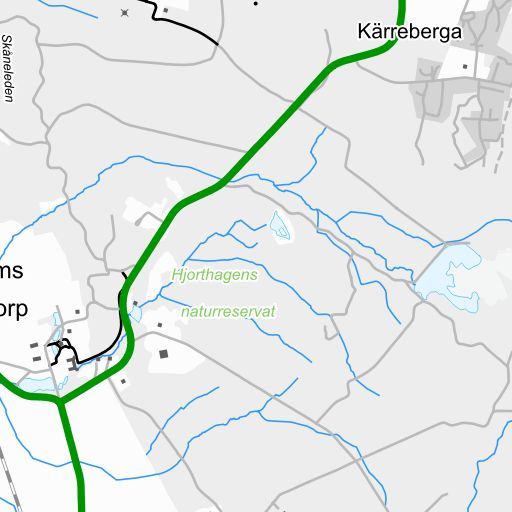 Kärreberga
Skåneleden
Hjorthagens
naturreservat
ms
orp